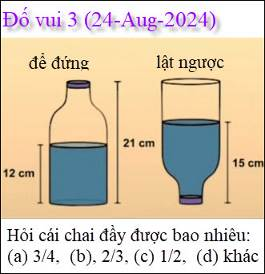 Đố vui 3 (24-Aug-2024)
để đứng
lật ngược
21 cm
12 cm
15 cm
Hỏi cái chai đầy được bao nhiêu:
(a) 3/4, (b), 2/3, (c) 1/2, (d) khác